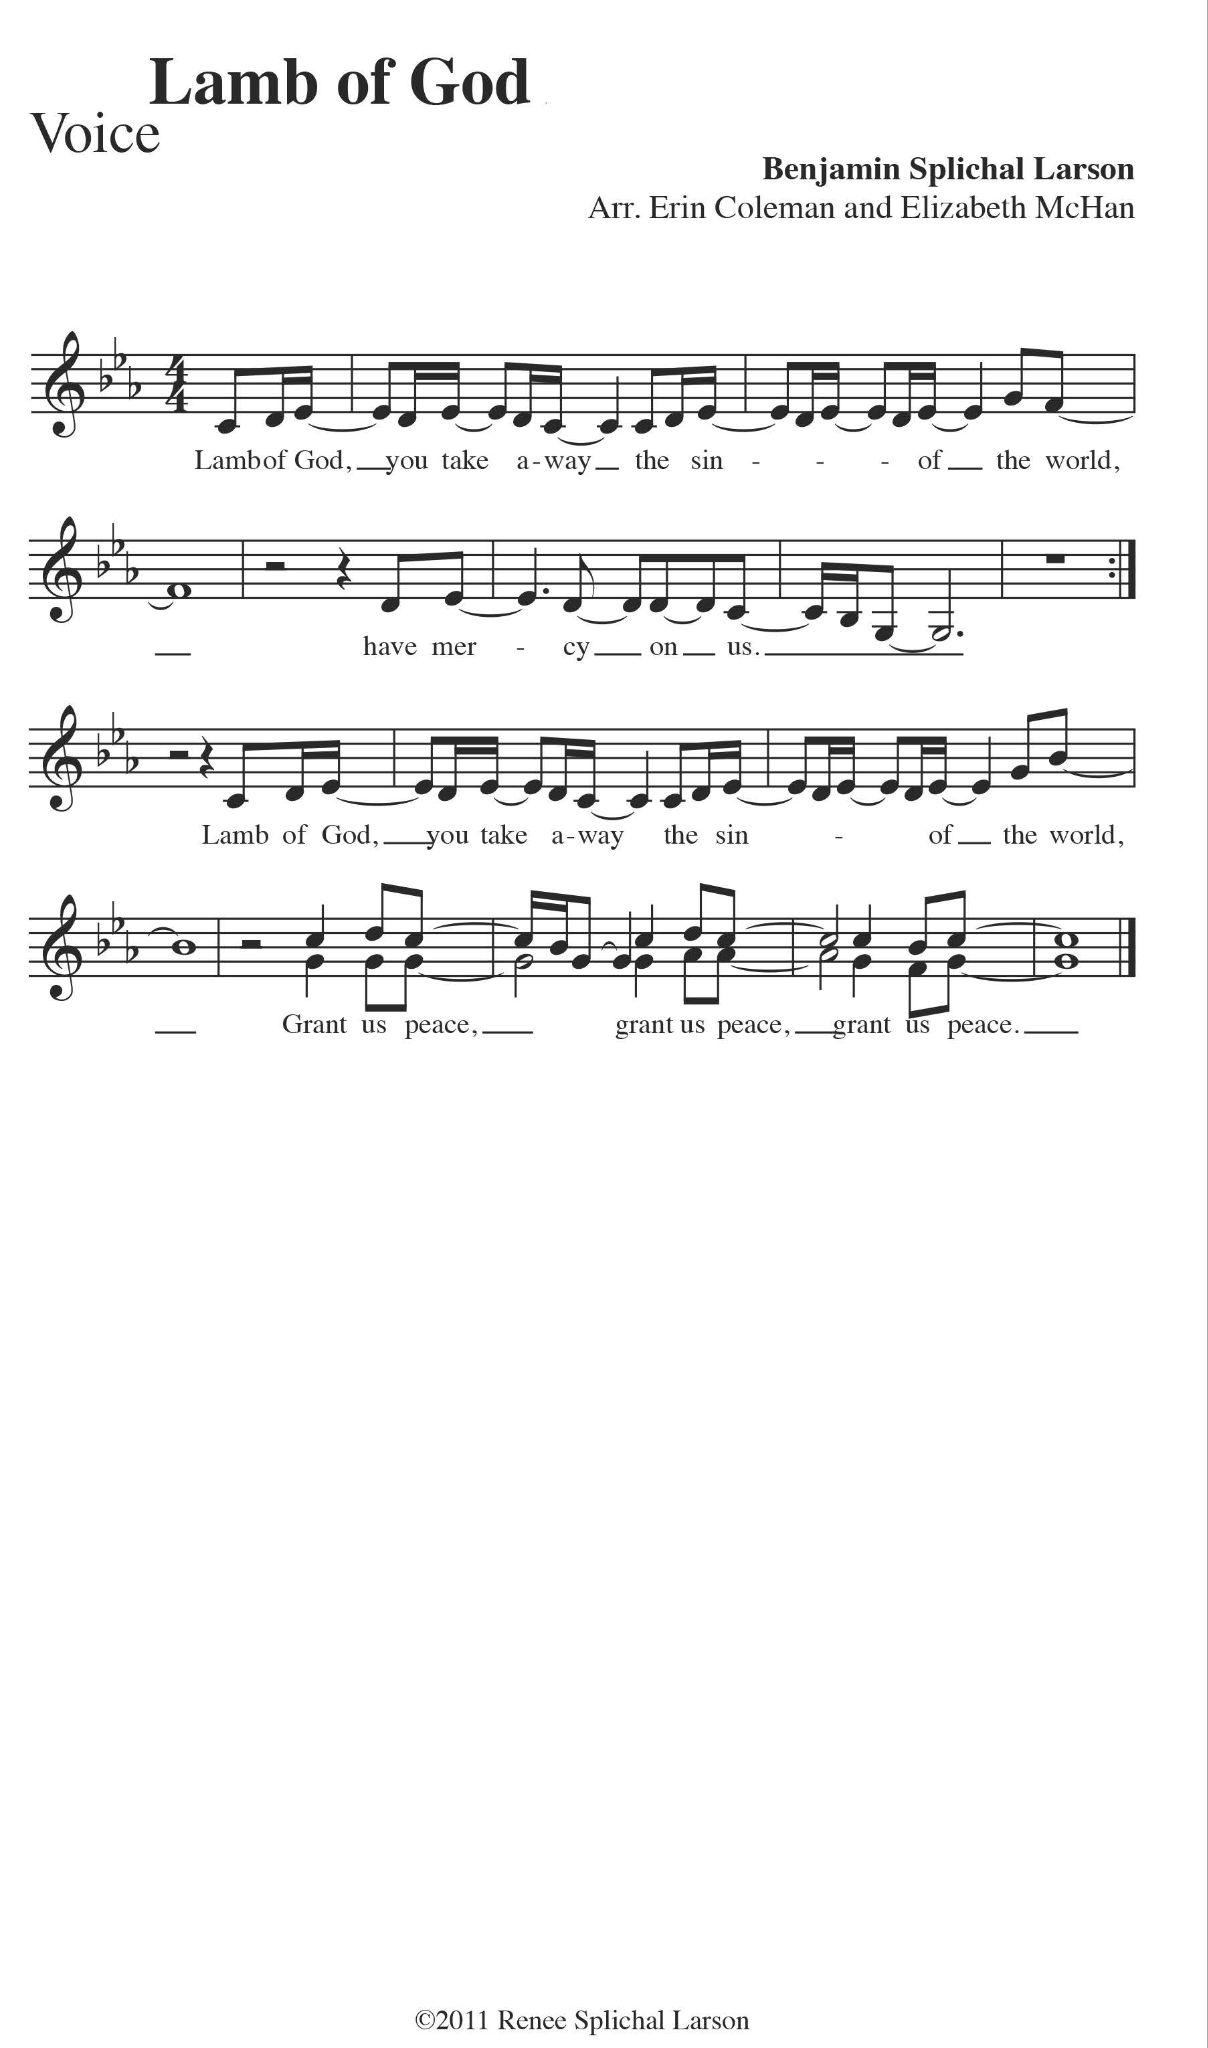 Lamb of God
Voice
Benjamin Splichal Larson
Arr. Erin Coleman and Elizabeth McHan
4
4
Lamb of God, you take a-way the sin - - - of the world,
have mer - cy on us.
Lamb of God, you take a-way the sin - of the world,
Grant us peace, grant us peace, grant us peace.
©2011 Renee Splichal Larson